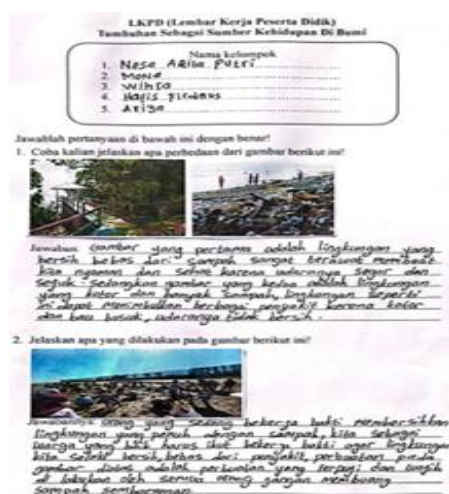 LKPD (Lembar Kerja Peserta Didik)
Tumbuhan Sebagai Sumber Kehidupan Di Bumi
Nama kelompok
1. Nesa Aqila Putri
2. Mona
3.
4. Hafis Firdaus
5.
Jawablah pertanyaan di bawah ini dengan benar!
1. Coba kalian jelaskan apa perbedaan dari gambar berikut ini!
Jawaban: Gambar yang pertama adalah lingkungan yang
bersih bebas dari sampah sangat terawat membuat
kita nyaman dan sehat karena udaranya segar dan
sejuk. Sedangkan gambar yang kedua adalah lingkungan
yang kotor dan banyak sampah, lingkungan seperti
ini dapat menimbulkan berbagai penyakit karena kotor
dan bau busuk, udaranya tidak bersih.
2. Jelaskan apa yang dilakukan pada gambar berikut ini!
Jawabannya orang yang sedang bekerja bakti membersihkan
lingkungan yang penuh dengan sampah, kita sebagai
warga yang baik harus ikut bekerja bakti agar lingkungan
kita selalu bersih, bebas dari penyakit, perbuatan pada
gambar diatas adalah perbuatan yang terpuji dan wajib
di lakukan oleh semua orang jangan membuang
sampah sembarangan